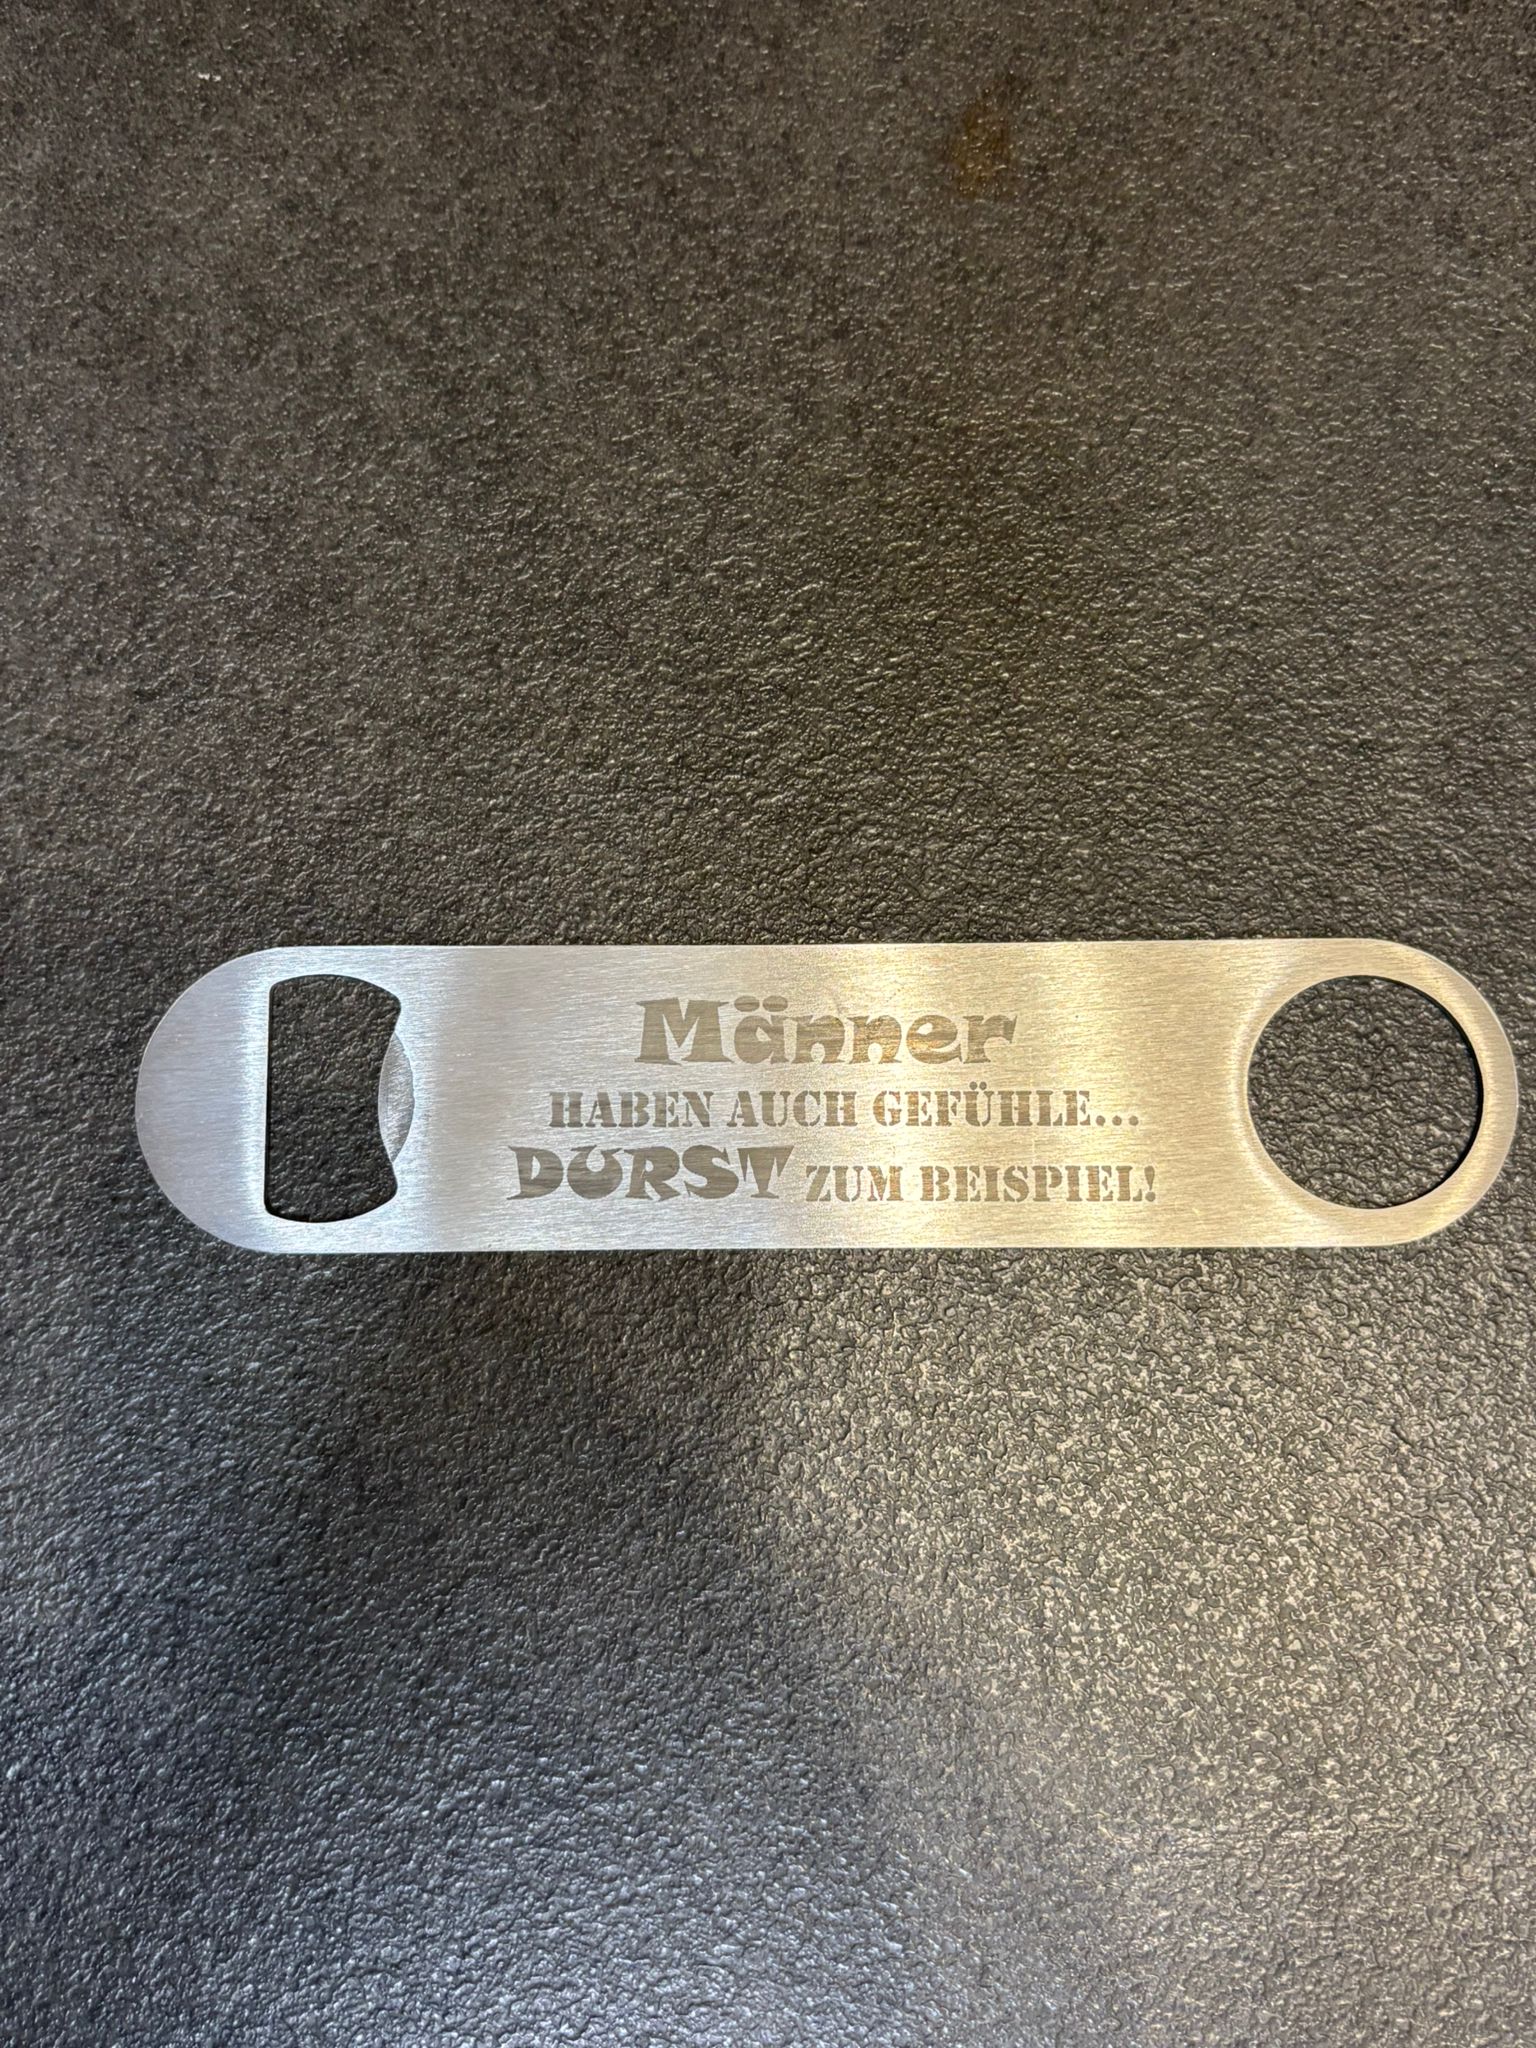 Männer
HABEN AUCH GEFÜHLE...
DURST ZUM BEISPIEL!